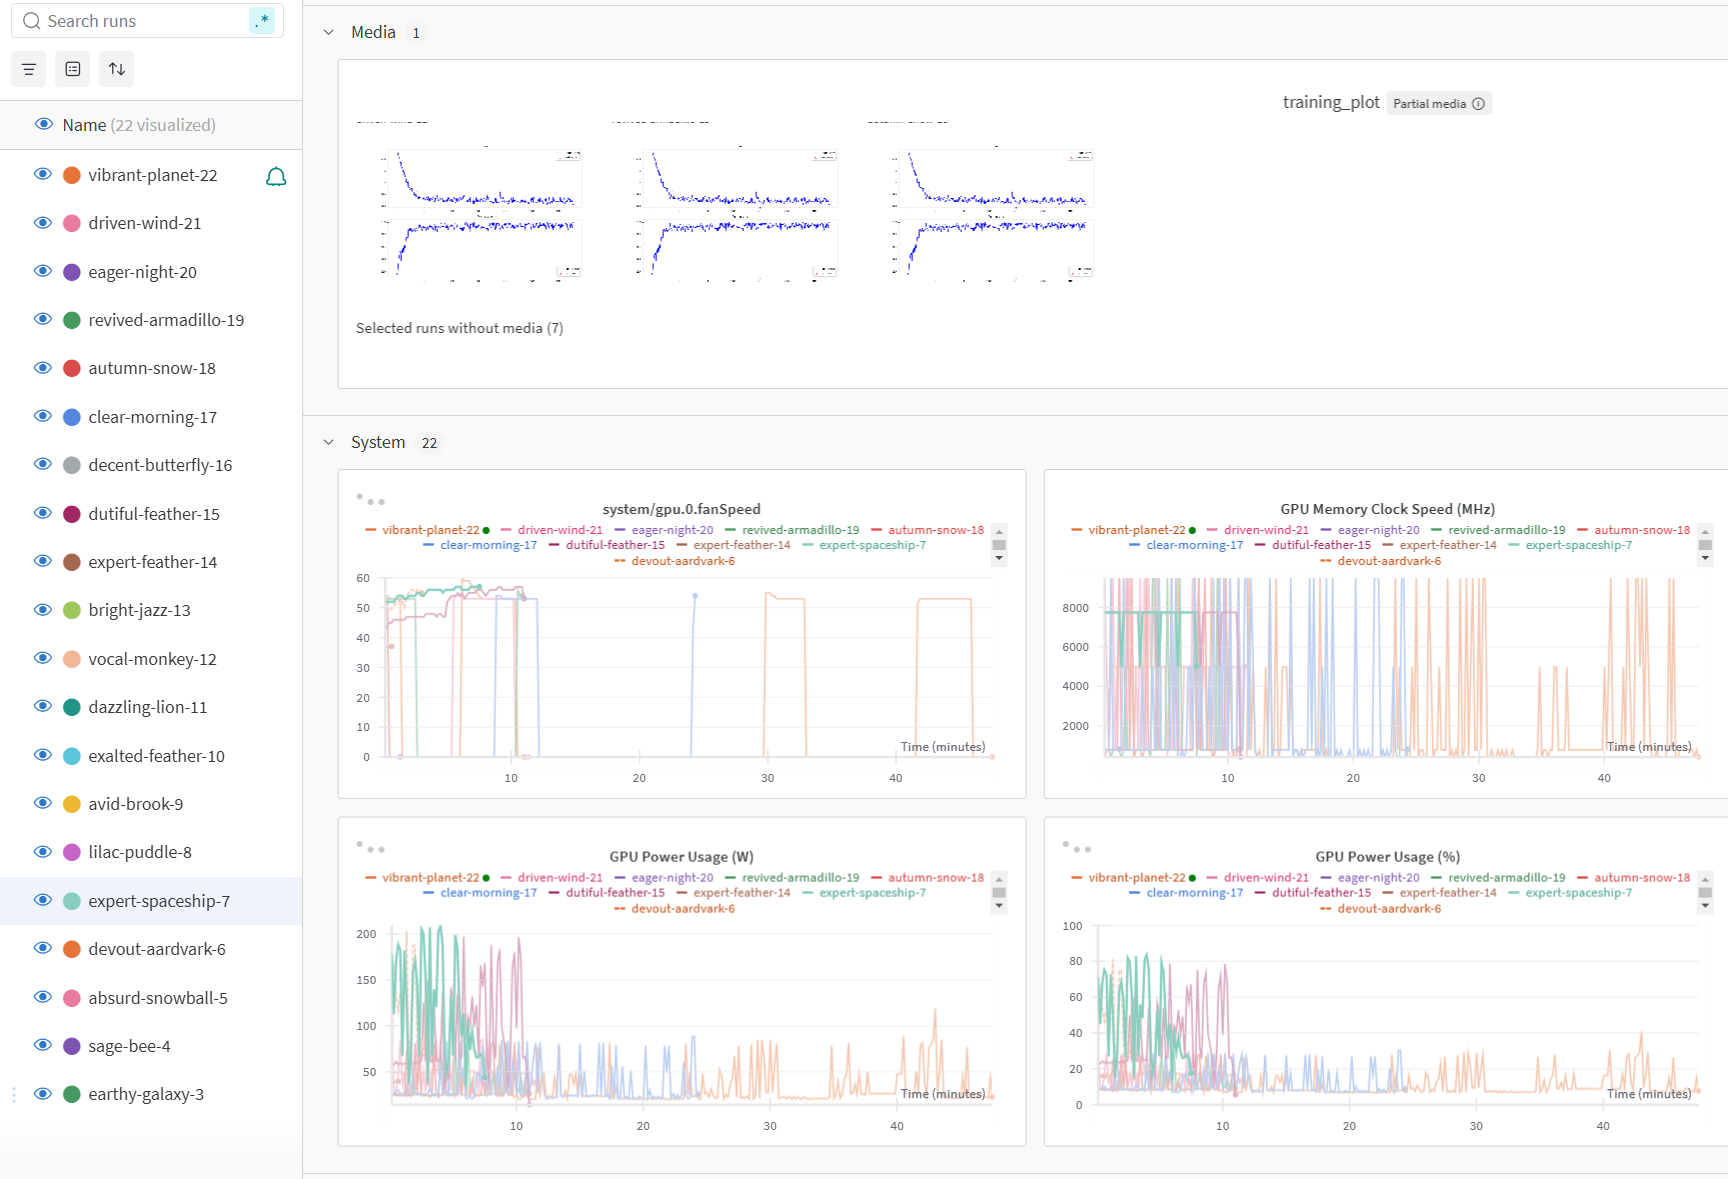 Search runs
.*
Name (22 visualized)
vibrant-planet-22
driven-wind-21
eager-night-20
revived-armadillo-19
autumn-snow-18
clear-morning-17
decent-butterfly-16
dutiful-feather-15
expert-feather-14
bright-jazz-13
vocal-monkey-12
dazzling-lion-11
exalted-feather-10
avid-brook-9
lilac-puddle-8
expert-spaceship-7
devout-aardvark-6
absurd-snowball-5
sage-bee-4
earthy-galaxy-3
Media 1
training_plot Partial media
Selected runs without media (7)
System 22
system/gpu.0.fanSpeed
vibrant-planet-22 driven-wind-21 eager-night-20 revived-armadillo-19 autumn-snow-18
clear-morning-17 dutiful-feather-15 expert-feather-14 expert-spaceship-7
devout-aardvark-6
60
50
40
30
20
10
0
Time (minutes)
10 20 30 40
GPU Memory Clock Speed (MHz)
vibrant-planet-22 driven-wind-21 eager-night-20 revived-armadillo-19 autumn-snow-18
clear-morning-17 dutiful-feather-15 expert-feather-14 expert-spaceship-7
devout-aardvark-6
8000
6000
4000
2000
Time (minutes)
10 20 30 40
GPU Power Usage (W)
vibrant-planet-22 driven-wind-21 eager-night-20 revived-armadillo-19 autumn-snow-18
clear-morning-17 dutiful-feather-15 expert-feather-14 expert-spaceship-7
devout-aardvark-6
200
150
100
50
Time (minutes)
10 20 30 40
GPU Power Usage (%)
vibrant-planet-22 driven-wind-21 eager-night-20 revived-armadillo-19 autumn-snow-18
clear-morning-17 dutiful-feather-15 expert-feather-14 expert-spaceship-7
devout-aardvark-6
100
80
60
40
20
0
Time (minutes)
10 20 30 40